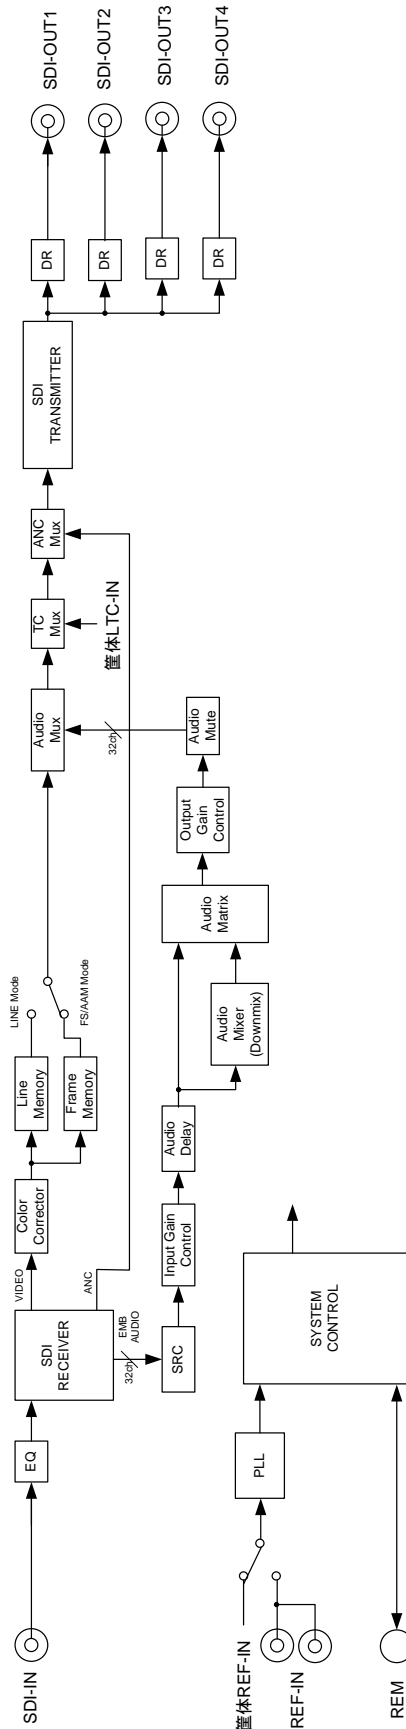 SDI-IN
EQ
SDI
RECEIVER
VIDEO
ANC
EMB
AUDIO
32ch
Color
Corrector
Line
Memory
Frame
Memory
LINE Mode
FS/AAM Mode
Audio
Mux
TC
Mux
ANC
Mux
SDI
TRANSMITTER
DR
DR
DR
DR
SDI-OUT1
SDI-OUT2
SDI-OUT3
SDI-OUT4
筐体LTC-IN
32ch
SRC
Input Gain
Control
Audio
Delay
Audio
Mixer
(Downmix)
Audio
Matrix
Output
Gain
Control
Audio
Mute
筐体REF-IN
REF-IN
PLL
SYSTEM
CONTROL
REM